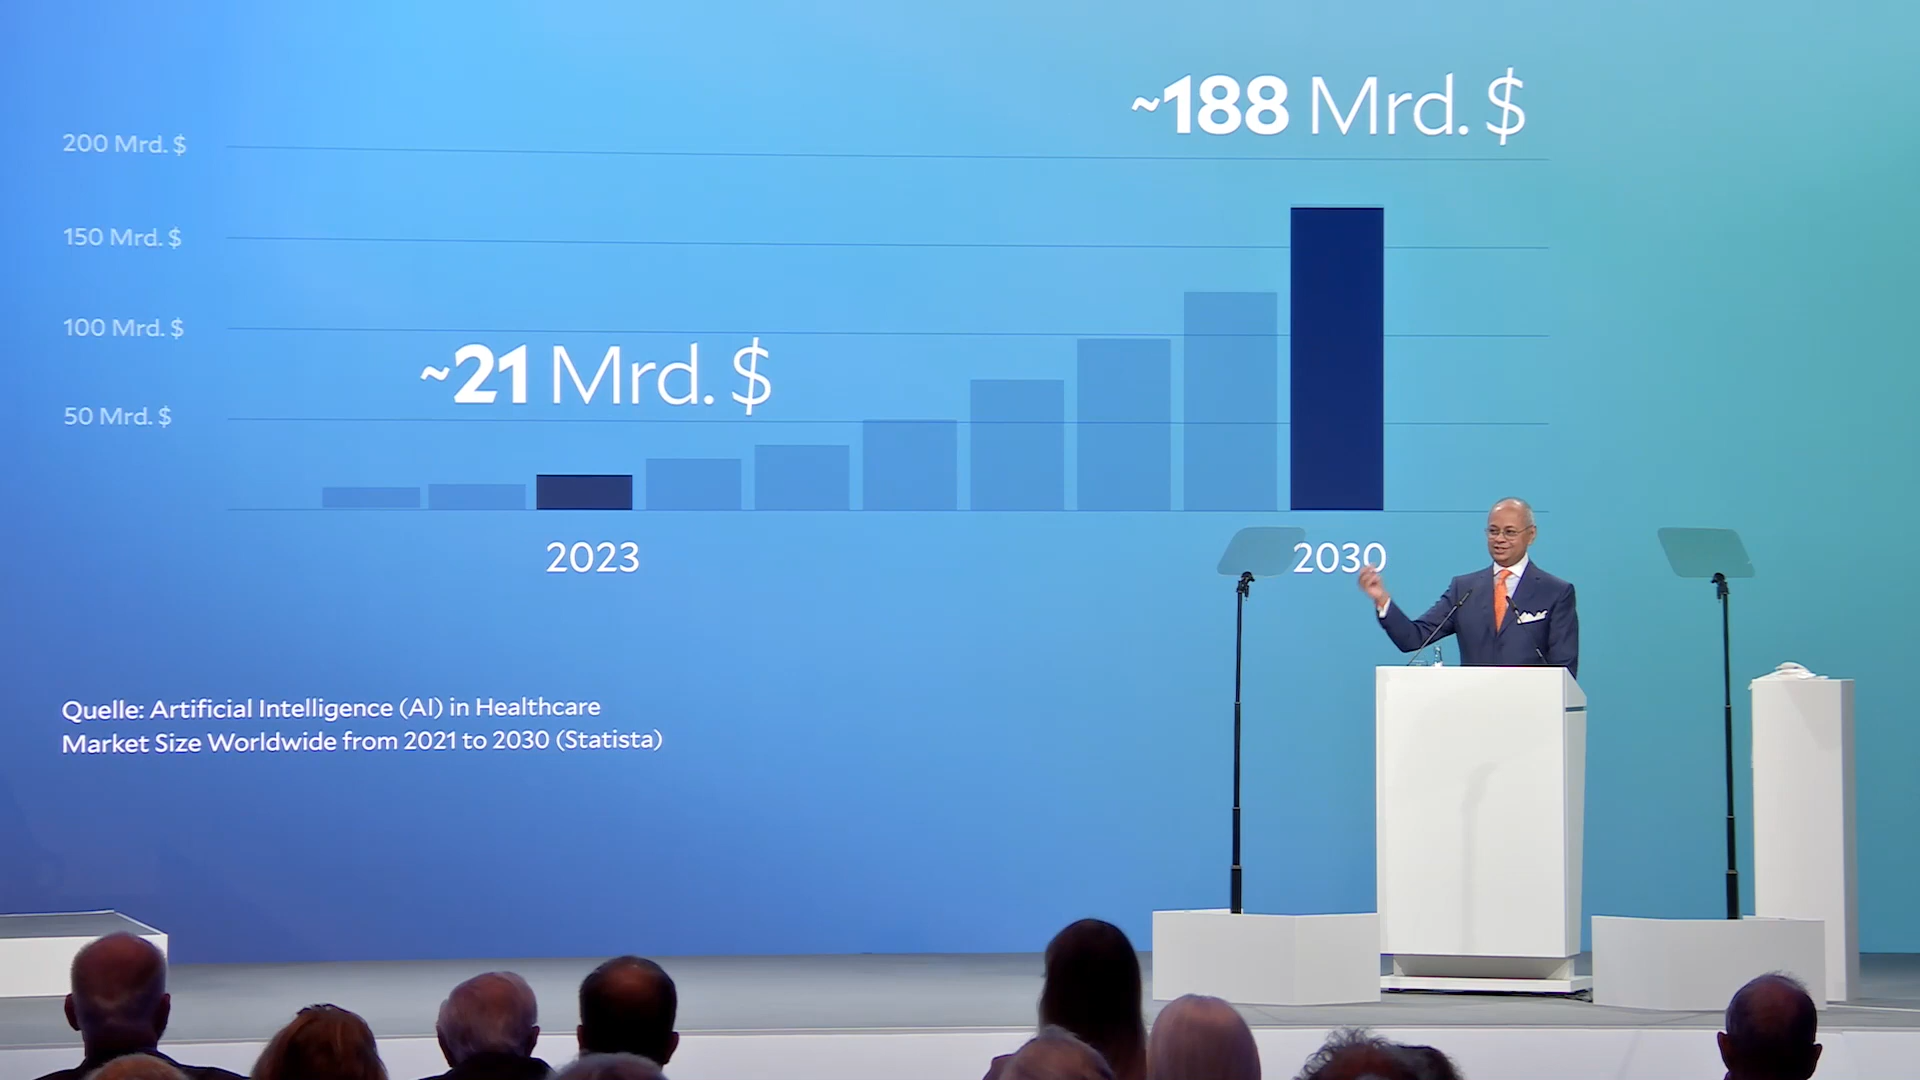 ~188 Mrd. $
200 Mrd. $
150 Mrd. $
100 Mrd. $
~21 Mrd. $
50 Mrd. $
2023
2030
Quelle: Artificial Intelligence (AI) in Healthcare
Market Size Worldwide from 2021 to 2030 (Statista)